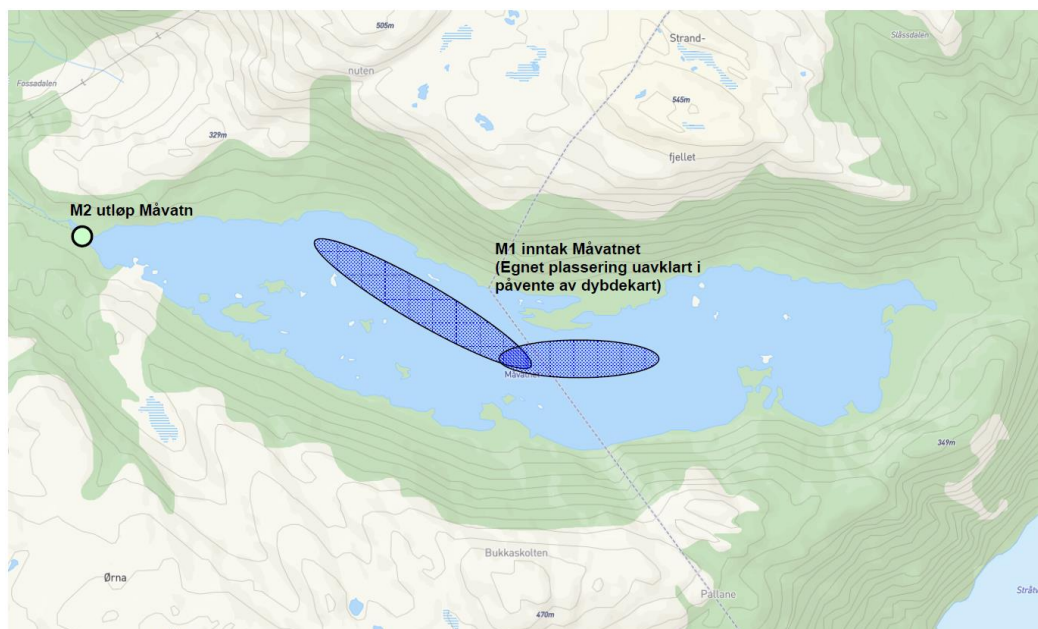 505m
Strand-
Slåssdalen
nuten
Fossadalen
545m
329m
fjellet
M2 utløp Måvatn
M1 inntak Måvatnet
(Egnet plassering uavklart i
påvente av dybdekart)
Måvatnet
349m
Bukkaskolten
Ørna
Pallane
470m